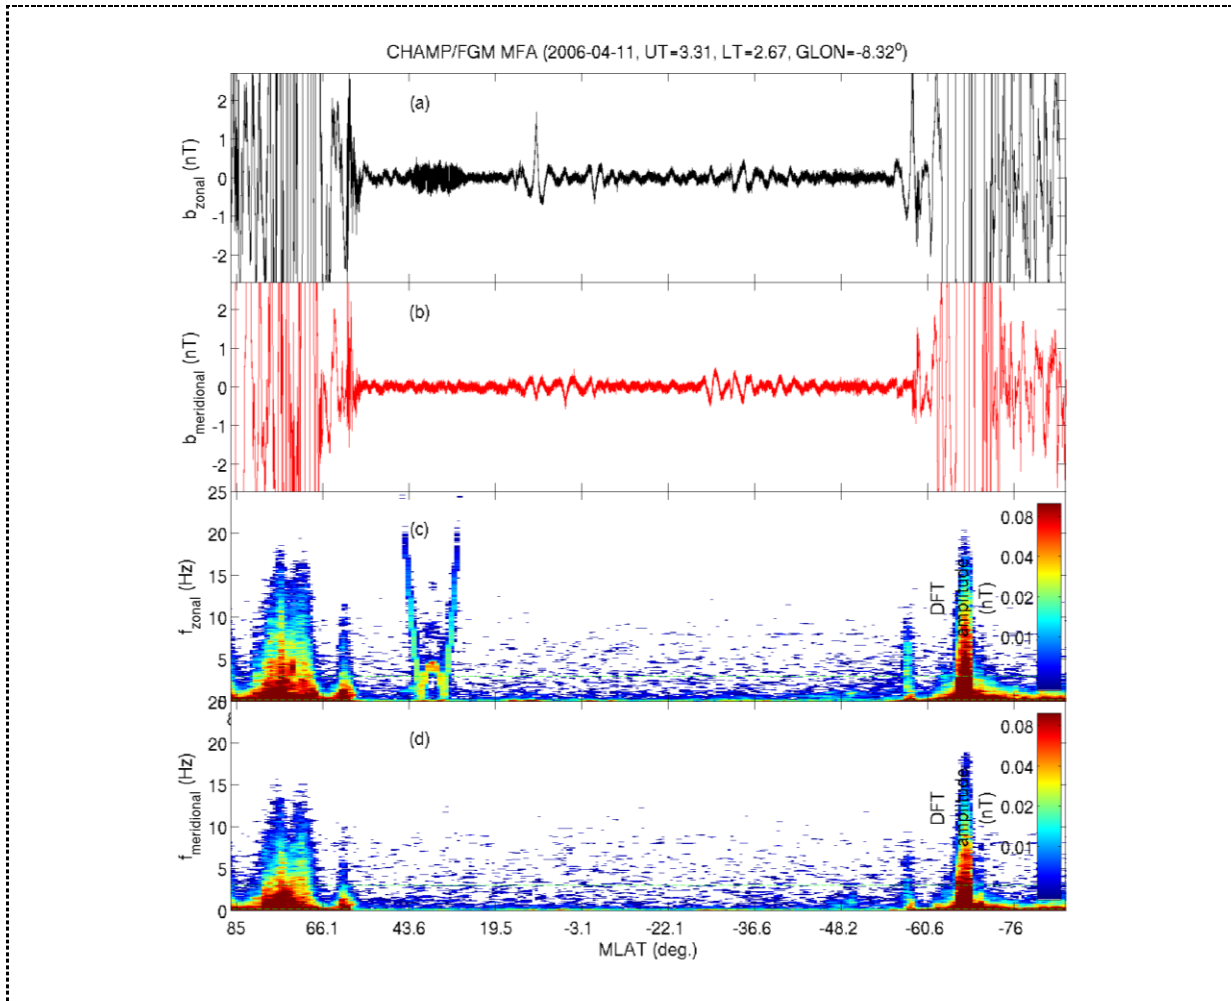 CHAMP/FGM MFA (2006-04-11, UT=3.31, LT=2.67, GLON=-8.32°)
(a)
b_zonal (nT)
2
1
0
-1
-2
(b)
b_meridional (nT)
2
1
0
-1
-2
(c)
f_zonal (Hz)
25
20
15
10
5
DFT
amplitude
(nT)
0.08
0.04
0.02
0.01
(d)
f_meridional (Hz)
20
15
10
5
0
DFT
amplitude
(nT)
0.08
0.04
0.02
0.01
85 66.1 43.6 19.5 -3.1 -22.1 -36.6 -48.2 -60.6 -76
MLAT (deg.)